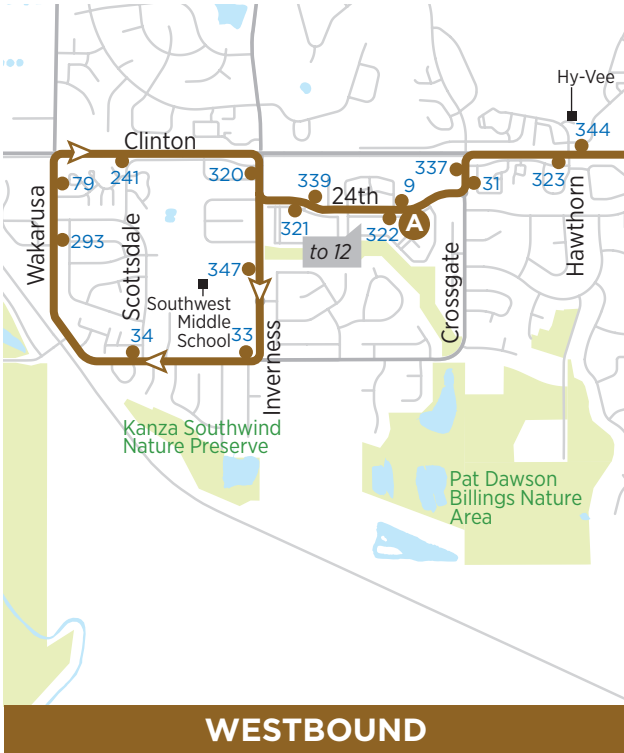 Hy-Vee
344
Clinton
320
337
241
79
339
24th
9
31
323
Hawthorn
Wakarusa
293
Scottsdale
321
322
A
to 12
Crossgate
347
Southwest
Middle
School
34
33
Inverness
Kanza Southwind
Nature Preserve
Pat Dawson
Billings Nature
Area
WESTBOUND